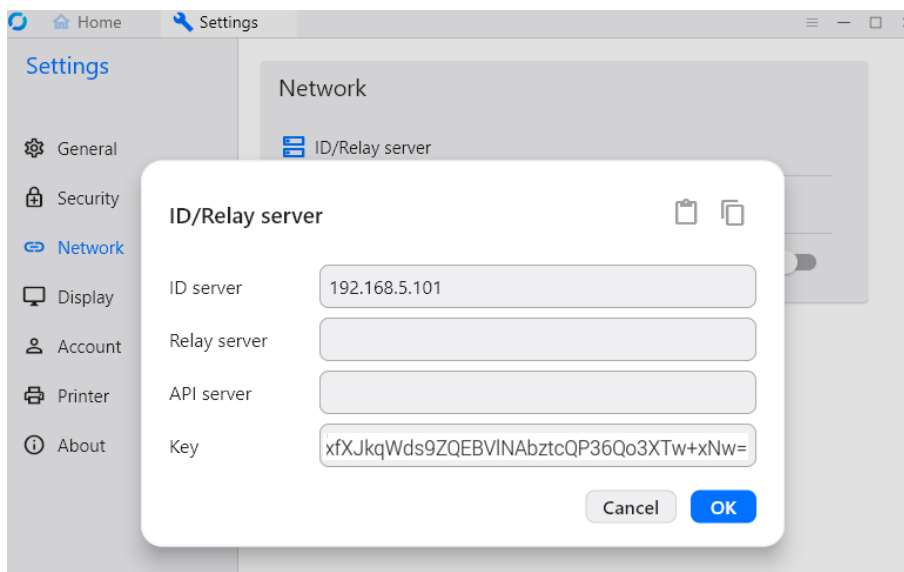 Home
Settings
Settings
Network
General
ID/Relay server
Security
Network
Display
Account
Printer
About
ID/Relay server
ID server
192.168.5.101
Relay server
API server
Key
xfXJkqWds9ZQEBVlNAbztcQP36Qo3XTw+xNw=
Cancel
OK